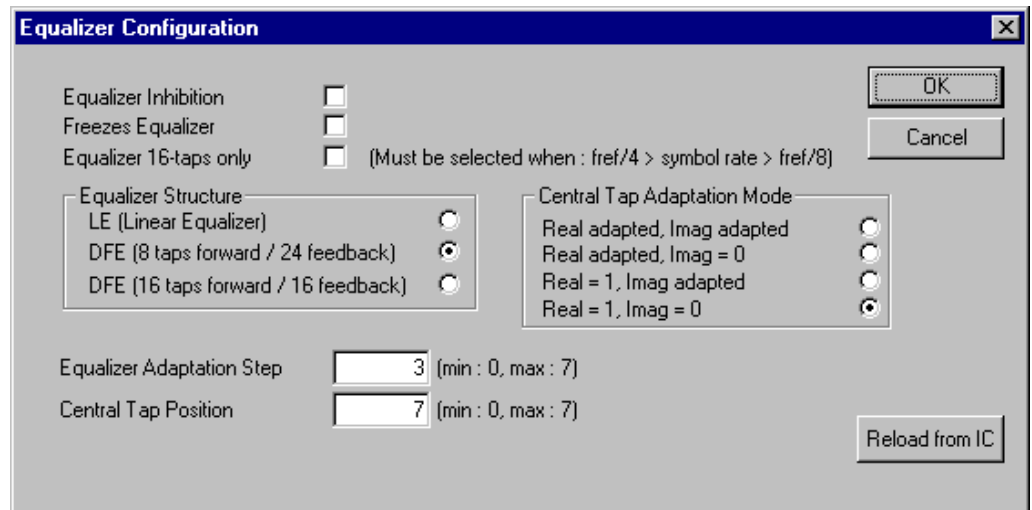 Equalizer Configuration
OK
Cancel
Equalizer Inhibition
Freezes Equalizer
Equalizer 16-taps only (Must be selected when : fref/4 > symbol rate > fref/8)
Equalizer Structure
LE (Linear Equalizer)
DFE (8 taps forward / 24 feedback)
DFE (16 taps forward / 16 feedback)
Central Tap Adaptation Mode
Real adapted, Imag adapted
Real adapted, Imag = 0
Real = 1, Imag adapted
Real = 1, Imag = 0
Equalizer Adaptation Step 3 (min : 0, max : 7)
Central Tap Position 7 (min : 0, max : 7)
Reload from IC